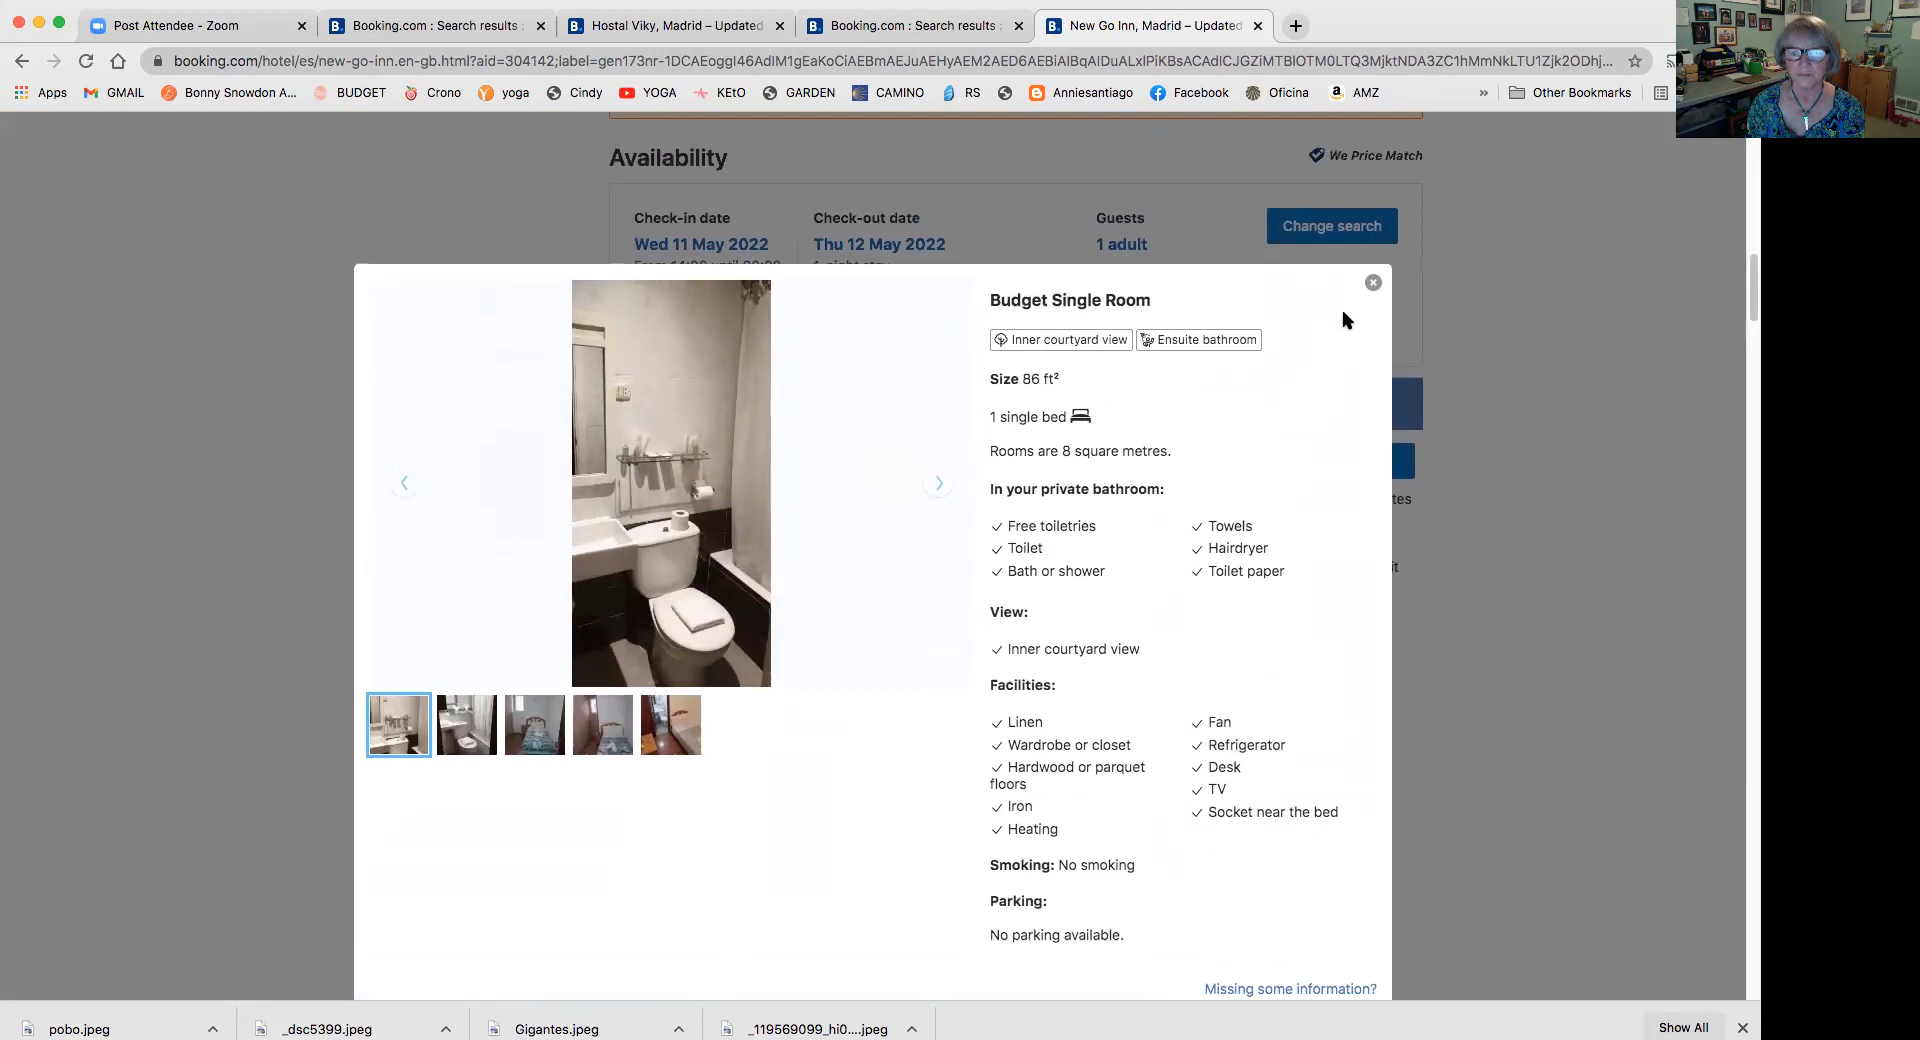 Post Attendee - Zoom
Booking.com : Search results :
Hostal Viky, Madrid – Updated
Booking.com : Search results :
New Go Inn, Madrid – Updated
booking.com/hotel/es/new-go-inn.en-gb.html?aid=304142;label=
Apps GMAIL Bonny Snowdon A... BUDGET Crono yoga Cindy YOGA KEtO GARDEN CAMINO RS Anniesantiago Facebook Oficina AMZ » Other Bookmarks
Availability
We Price Match
Check-in date Check-out date Guests
Change search
Wed 11 May 2022 Thu 12 May 2022 1 adult
Budget Single Room
Inner courtyard view Ensuite bathroom
Size 86 ft²
1 single bed
Rooms are 8 square metres.
In your private bathroom:
Free toiletries Towels
Toilet Hairdryer
Bath or shower Toilet paper
View:
Inner courtyard view
Facilities:
Linen Fan
Wardrobe or closet Refrigerator
Hardwood or parquet Desk
floors
TV
Iron Socket near the bed
Heating
Smoking: No smoking
Parking:
No parking available.
Missing some information?
pobo.jpeg _dsc5399.jpeg Gigantes.jpeg _119569099_hi0....jpeg Show All